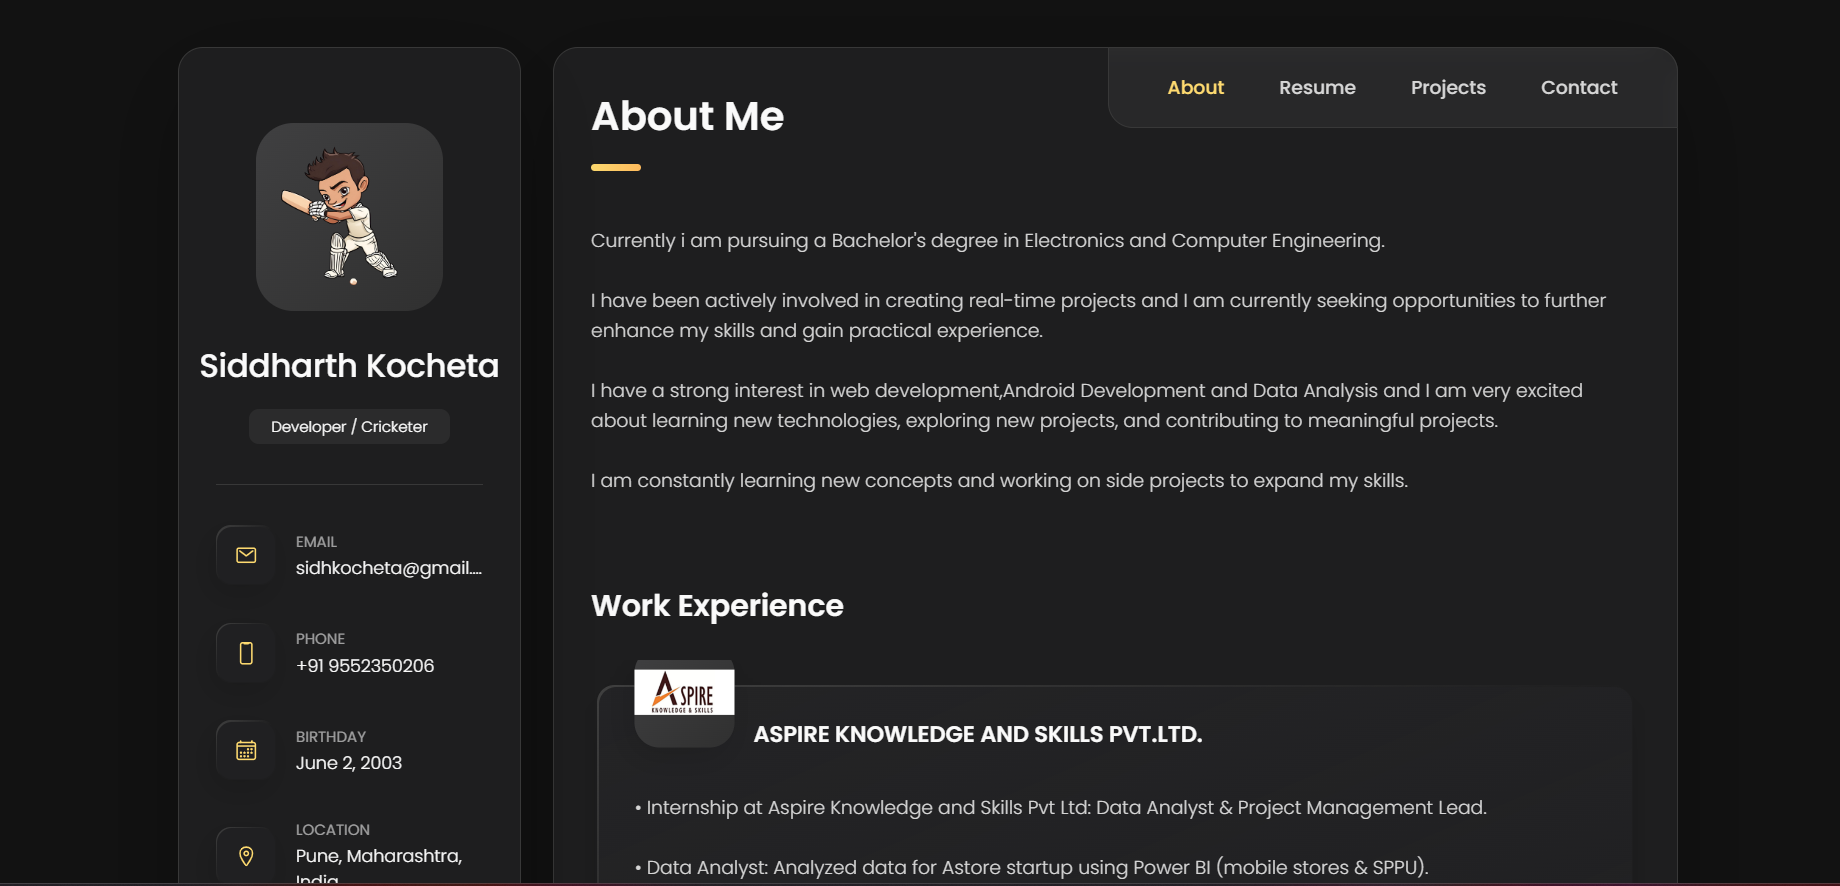 Siddharth Kocheta
Developer / Cricketer
EMAIL
sidhkocheta@gmail....
PHONE
+91 9552350206
BIRTHDAY
June 2, 2003
LOCATION
Pune, Maharashtra,
India
About
Resume
Projects
Contact
About Me
Currently i am pursuing a Bachelor's degree in Electronics and Computer Engineering.
I have been actively involved in creating real-time projects and I am currently seeking opportunities to further
enhance my skills and gain practical experience.
I have a strong interest in web development,Android Development and Data Analysis and I am very excited
about learning new technologies, exploring new projects, and contributing to meaningful projects.
I am constantly learning new concepts and working on side projects to expand my skills.
Work Experience
ASPIRE
KNOWLEDGE & SKILLS
ASPIRE KNOWLEDGE AND SKILLS PVT.LTD.
• Internship at Aspire Knowledge and Skills Pvt Ltd: Data Analyst & Project Management Lead.
• Data Analyst: Analyzed data for Astore startup using Power BI (mobile stores & SPPU).